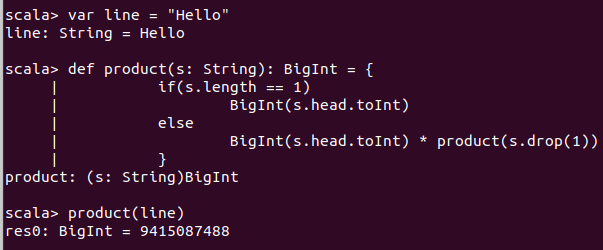 scala> var line = "Hello"
line: String = Hello
scala> def product(s: String): BigInt = {
| if(s.length == 1)
| BigInt(s.head.toInt)
| else
| BigInt(s.head.toInt) * product(s.drop(1))
| }
product: (s: String)BigInt
scala> product(line)
res0: BigInt = 9415087488